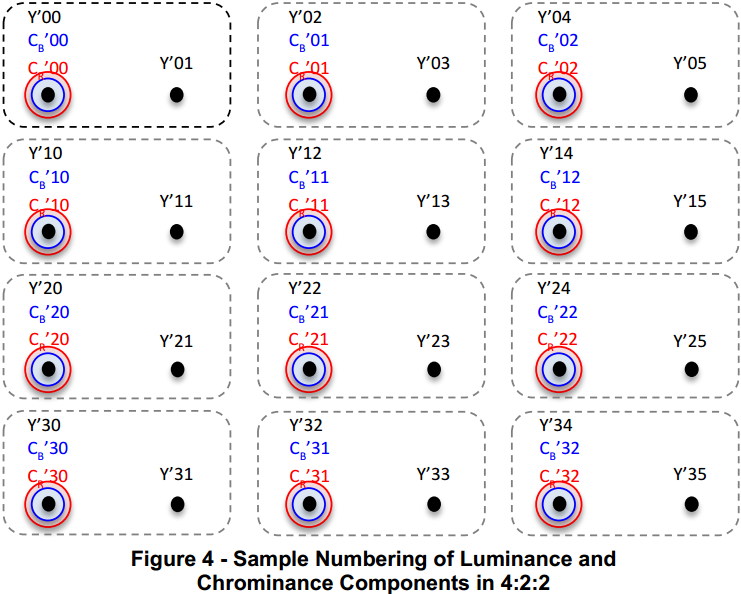 Y'00
C_B'00
C_R'00
Y'01
Y'02
C_B'01
C_R'01
Y'03
Y'04
C_B'02
C_R'02
Y'05
Y'10
C_B'10
C_R'10
Y'11
Y'12
C_B'11
C_R'11
Y'13
Y'14
C_B'12
C_R'12
Y'15
Y'20
C_B'20
C_R'20
Y'21
Y'22
C_B'21
C_R'21
Y'23
Y'24
C_B'22
C_R'22
Y'25
Y'30
C_B'30
C_R'30
Y'31
Y'32
C_B'31
C_R'31
Y'33
Y'34
C_B'32
C_R'32
Y'35
Figure 4 - Sample Numbering of Luminance and
Chrominance Components in 4:2:2